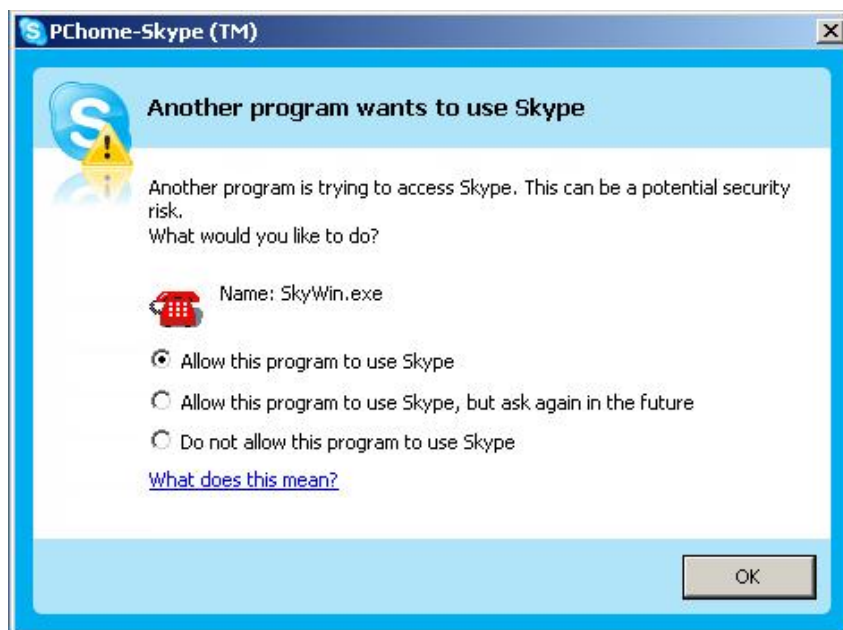 PChome-Skype (TM)
Another program wants to use Skype
Another program is trying to access Skype. This can be a potential security
risk.
What would you like to do?
Name: SkyWin.exe
Allow this program to use Skype
Allow this program to use Skype, but ask again in the future
Do not allow this program to use Skype
What does this mean?
OK